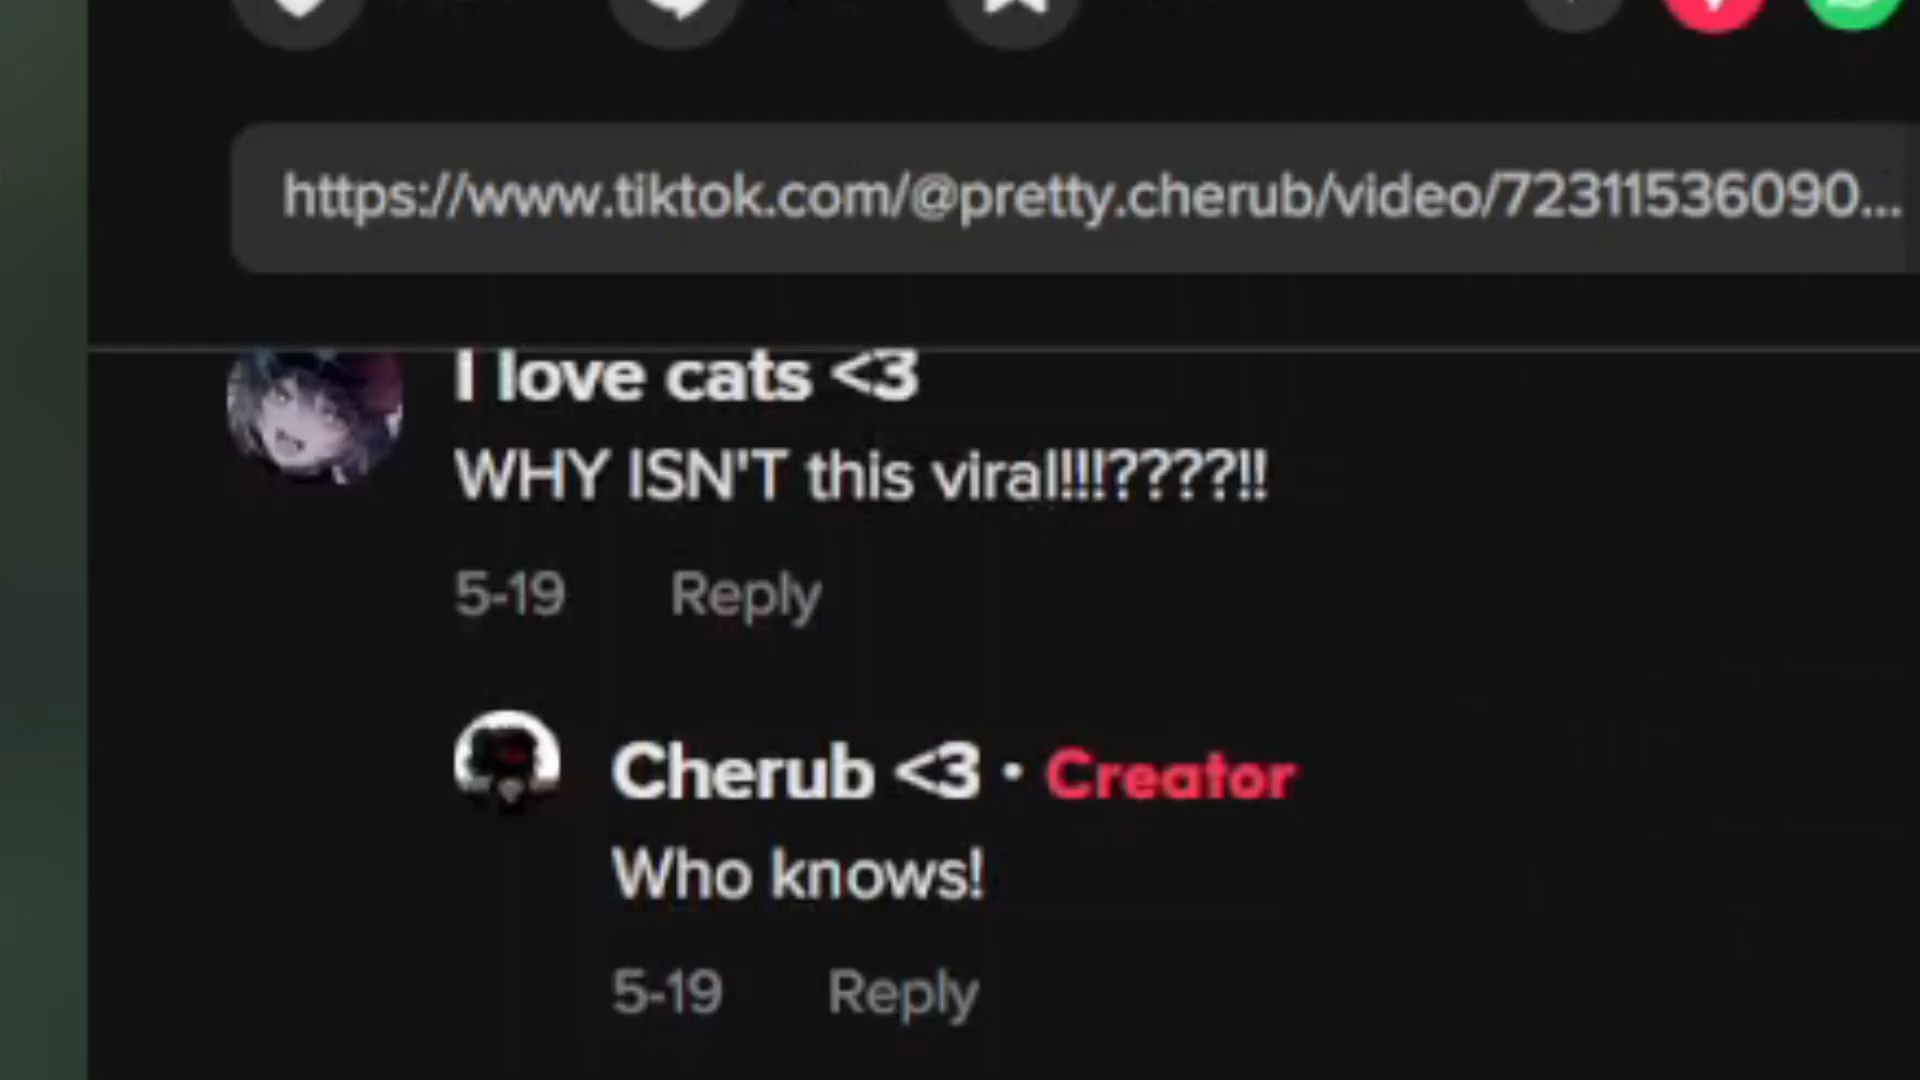 https://www.tiktok.com/@pretty.cherub/video/72311536090...
I love cats <3
WHY ISN'T this viral!!!????!!
5-19 Reply
Cherub <3 • Creator
Who knows!
5-19 Reply